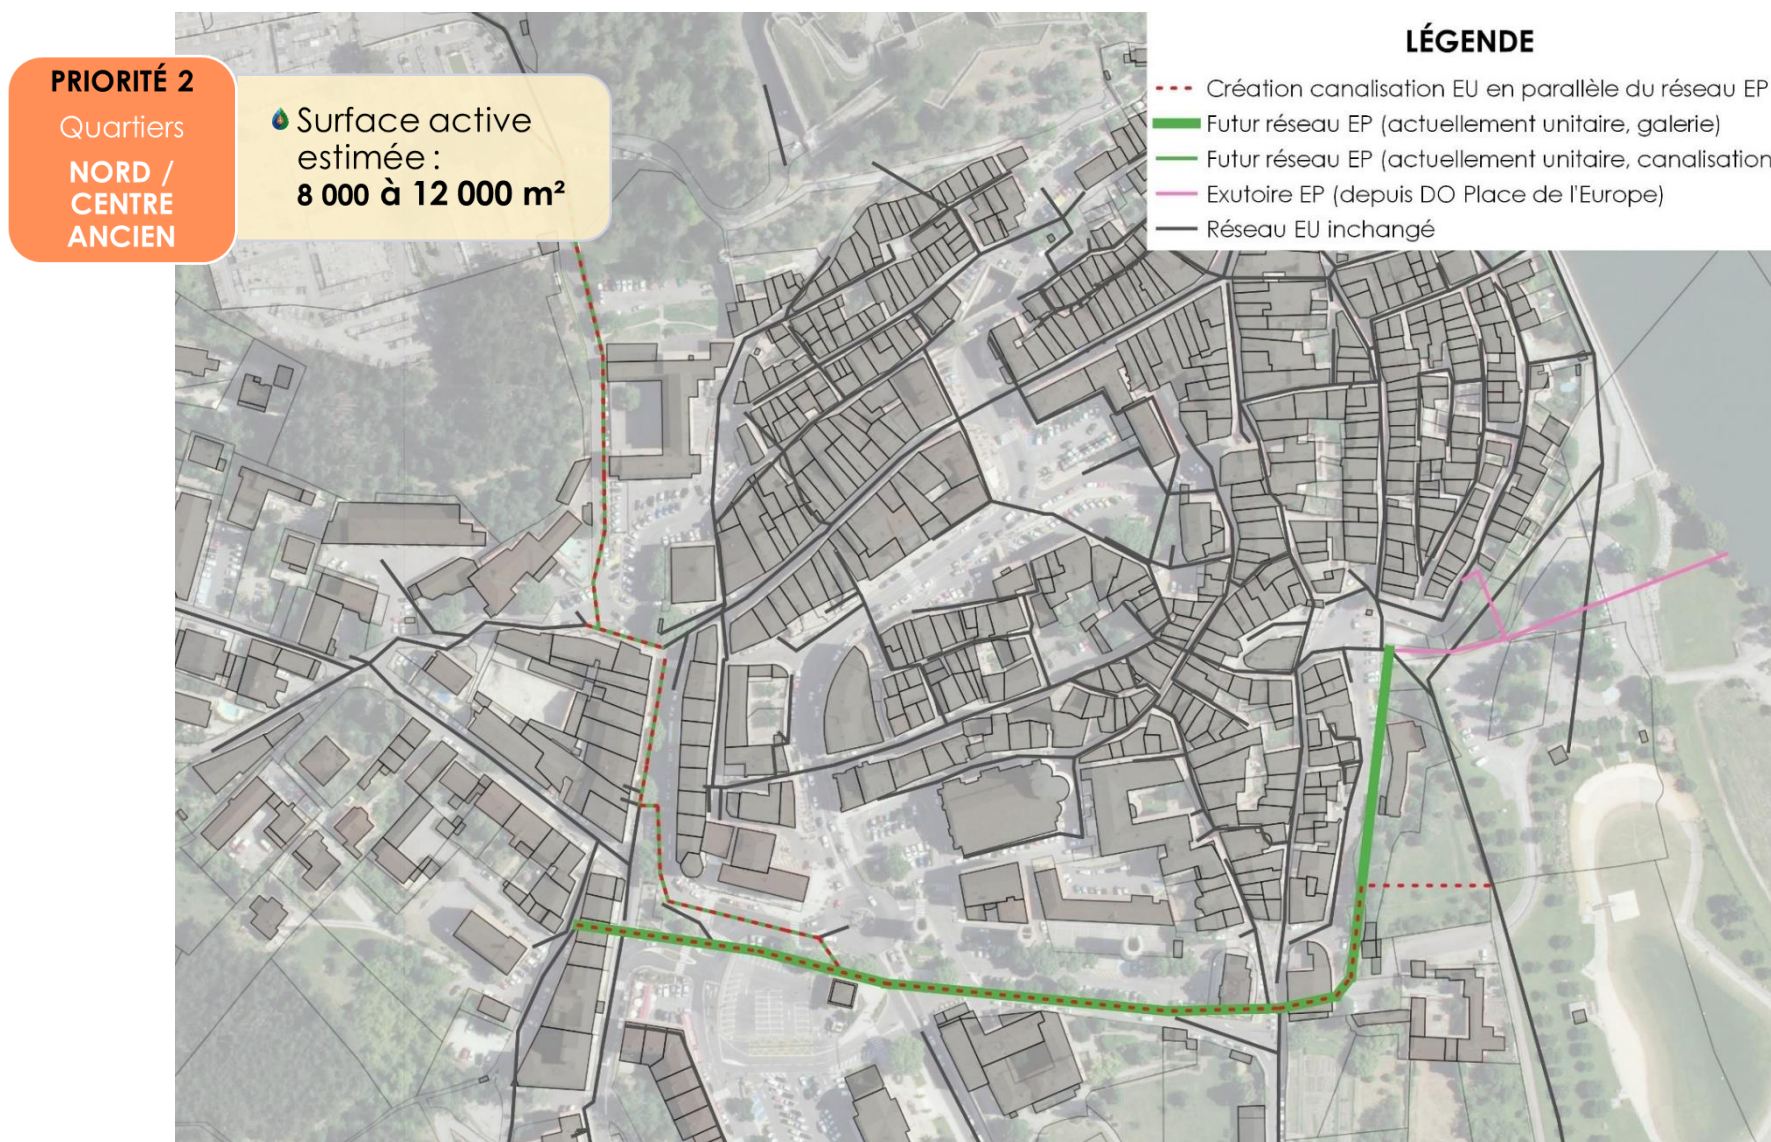 PRIORITÉ 2
Quartiers
NORD /
CENTRE
ANCIEN
Surface active
estimée :
8 000 à 12 000 m²
LÉGENDE
Création canalisation EU en parallèle du réseau EP
Futur réseau EP (actuellement unitaire, galerie)
Futur réseau EP (actuellement unitaire, canalisation
Exutoire EP (depuis DO Place de l'Europe)
Réseau EU inchangé